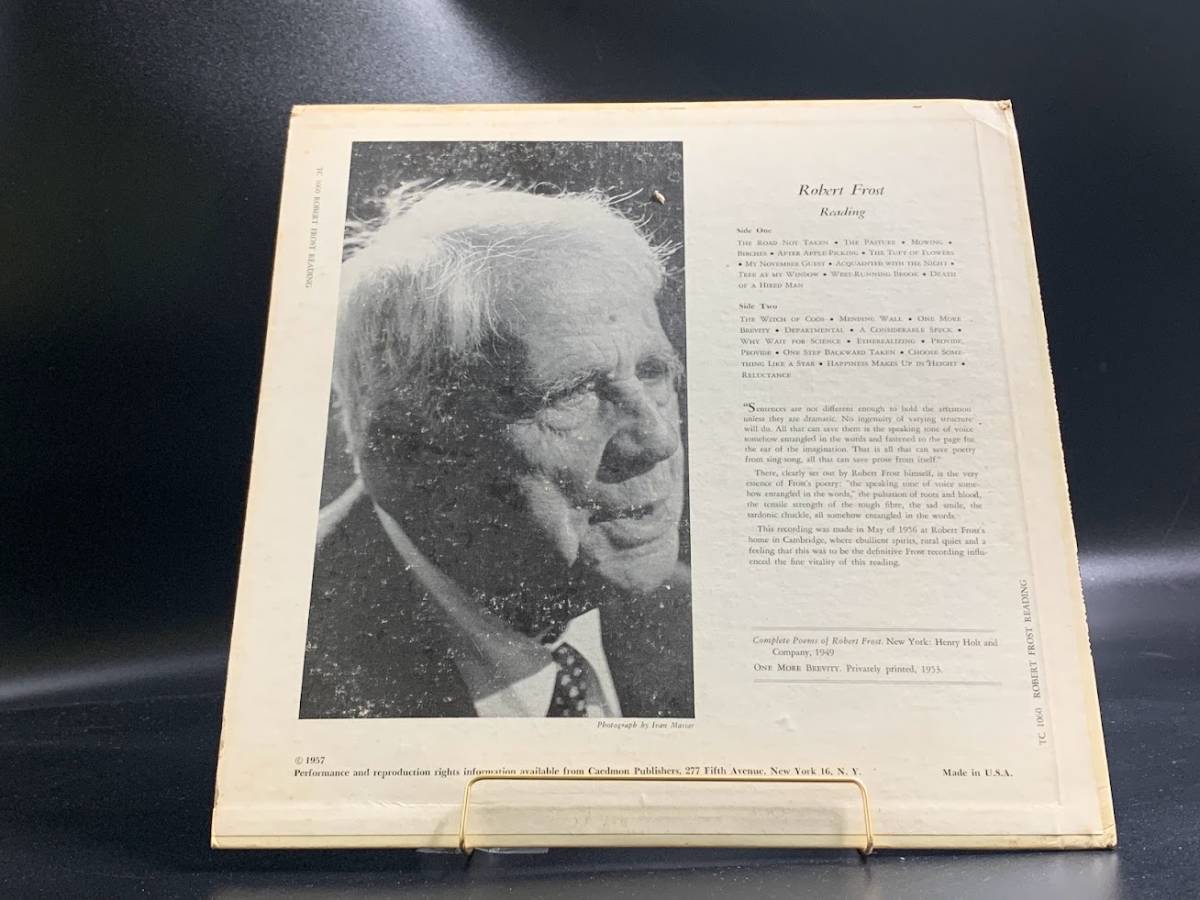 TC 1060 ROBERT FROST READING
Robert Frost
Reading
Side One
The Road Not Taken • The Pasture • Mowing •
Birches • After Apple-Picking • The Tuft of Flowers
• My November Guest • Acquainted with the Night •
Tree at my Window • West-Running Brook • Death
of a Hired Man
Side Two
The Witch of Coös • Mending Wall • One More
Brevity • Departmental • A Considerable Speck •
Why Wait for Science • Etherealizing • Provide,
Provide • One Step Backward Taken • Choose Some-
thing Like a Star • Happiness Makes Up in Height •
Reluctance
"Sentences are not different enough to hold the attention
unless they are dramatic. No ingenuity of varying structure
will do. All that can save them is the speaking tone of voice
somehow entangled in the words and fastened to the page for
the ear of the imagination. That is all that can save poetry
from sing-song, all that can save prose from itself."
There, clearly set out by Robert Frost himself, is the very
essence of Frost's poetry: "the speaking tone of voice some-
how entangled in the words," the pulsation of roots and blood,
the tensile strength of the tough fibre, the sad smile, the
sardonic chuckle, all somehow entangled in the words.
This recording was made in May of 1956 at Robert Frost's
home in Cambridge, where ebullient spirits, rural quiet and a
feeling that this was to be the definitive Frost recording influ-
enced the fine vitality of this reading.
Complete Poems of Robert Frost. New York: Henry Holt and
Company, 1949
One More Brevity. Privately printed, 1953.
TC 1060 ROBERT FROST READING
Photograph by Ivan Massar
© 1957
Performance and reproduction rights information available from Caedmon Publishers, 277 Fifth Avenue, New York 16, N. Y.
Made in U.S.A.